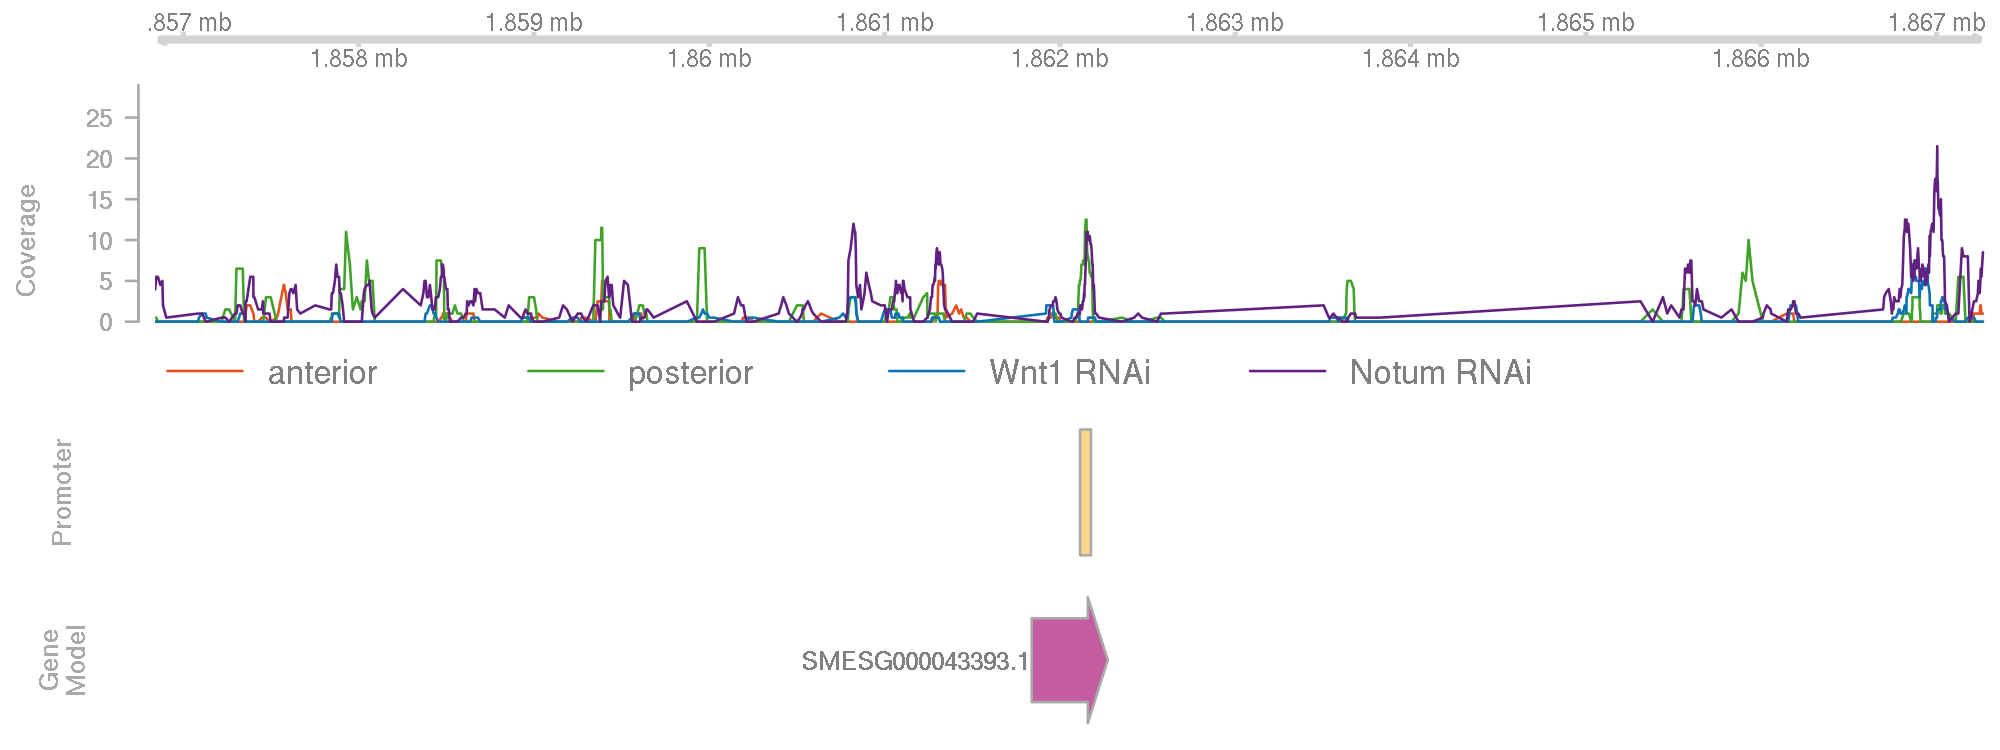 .857 mb 1.859 mb 1.861 mb 1.863 mb 1.865 mb 1.867 mb
1.858 mb 1.86 mb 1.862 mb 1.864 mb 1.866 mb
Coverage
25
20
15
10
5
0
anterior posterior Wnt1 RNAi Notum RNAi
Promoter
Gene
Model
SMESG000043393.1